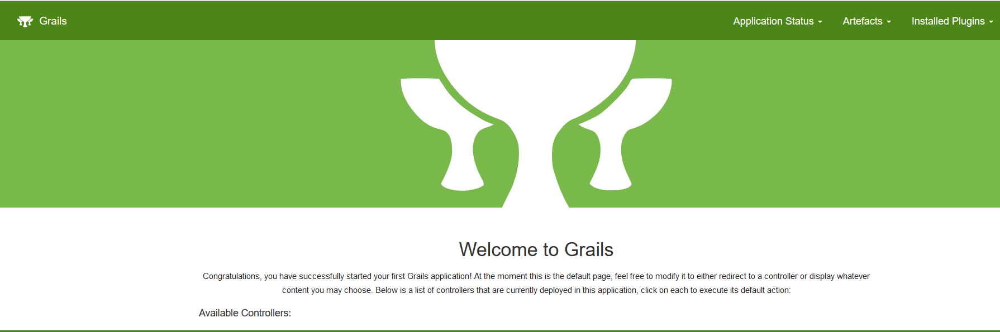 Grails
Application Status
Artefacts
Installed Plugins
Welcome to Grails
Congratulations, you have successfully started your first Grails application! At the moment this is the default page, feel free to modify it to either redirect to a controller or display whatever
content you may choose. Below is a list of controllers that are currently deployed in this application, click on each to execute its default action:
Available Controllers: